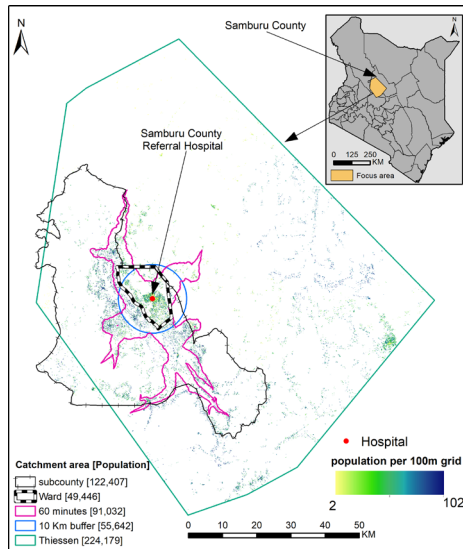 N
Samburu County
N
Samburu County
Referral Hospital
0 125 250
KM
Focus area
Hospital
population per 100m grid
2
102
Catchment area [Population]
subcounty [122,407]
Ward [49,446]
60 minutes [91,032]
10 Km buffer [55,642]
Thiessen [224,179]
0 10 20 30 40 50
KM